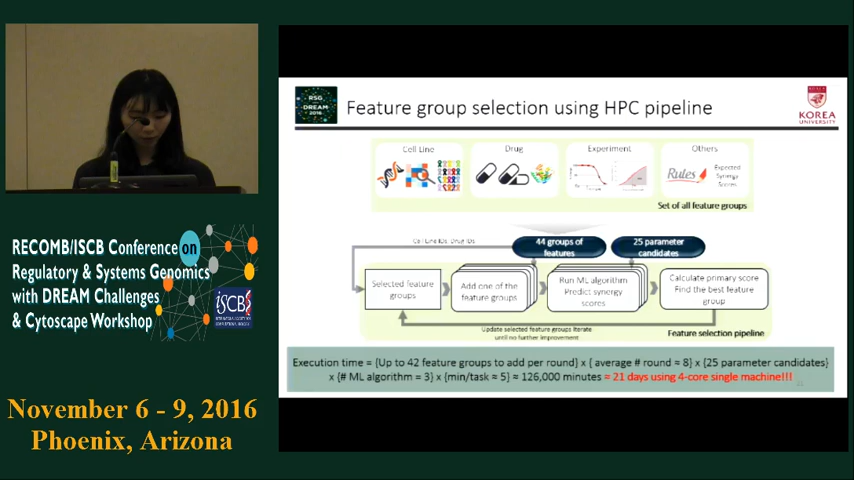 RSG
DREAM
2016
Feature group selection using HPC pipeline
KOREA
UNIVERSITY
Cell Line
Drug
Experiment
Others
Rules
Expected
Synergy
Scores
Set of all feature groups
Cell Line IDs, Drug IDs
44 groups of
features
25 parameter
candidates
Selected feature
groups
Add one of the
feature groups
Run ML algorithm
Predict synergy
scores
Calculate primary score
Find the best feature
group
Update selected feature groups iterate
until no further improvement
Feature selection pipeline
Execution time = {Up to 42 feature groups to add per round} x { average # round ≈ 8} x {25 parameter candidates}
x {# ML algorithm = 3} x {min/task ≈ 5} ≈ 126,000 minutes ≈ 21 days using 4-core single machine!!!
RECOMB/ISCB Conference on
Regulatory & Systems Genomics
with DREAM Challenges
& Cytoscape Workshop
ISCB
November 6 - 9, 2016
Phoenix, Arizona